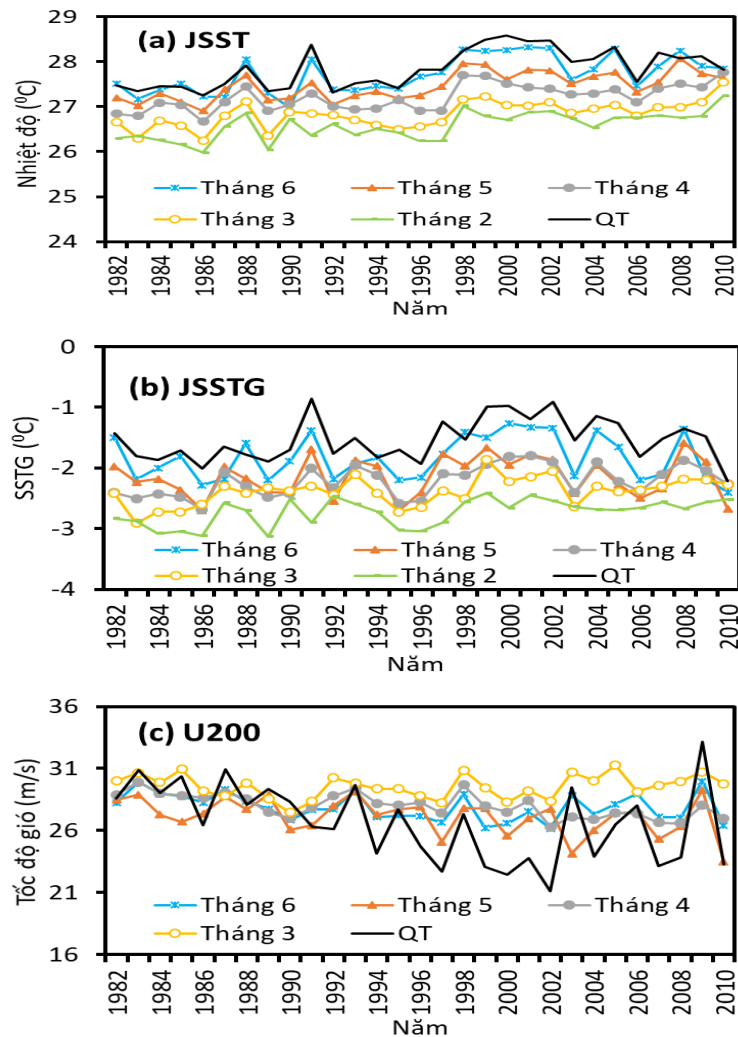 (a) JSST
Nhiệt độ (⁰C)
29
28
27
26
25
24
Tháng 6
Tháng 5
Tháng 4
Tháng 3
Tháng 2
QT
1982
1984
1986
1988
1990
1992
1994
1996
1998
2000
2002
2004
2006
2008
2010
Năm
(b) JSSTG
SSTG (⁰C)
0
-1
-2
-3
-4
Tháng 6
Tháng 5
Tháng 4
Tháng 3
Tháng 2
QT
1982
1984
1986
1988
1990
1992
1994
1996
1998
2000
2002
2004
2006
2008
2010
Năm
(c) U200
Tốc độ gió (m/s)
36
31
26
21
16
Tháng 6
Tháng 5
Tháng 4
Tháng 3
QT
1982
1984
1986
1988
1990
1992
1994
1996
1998
2000
2002
2004
2006
2008
2010
Năm